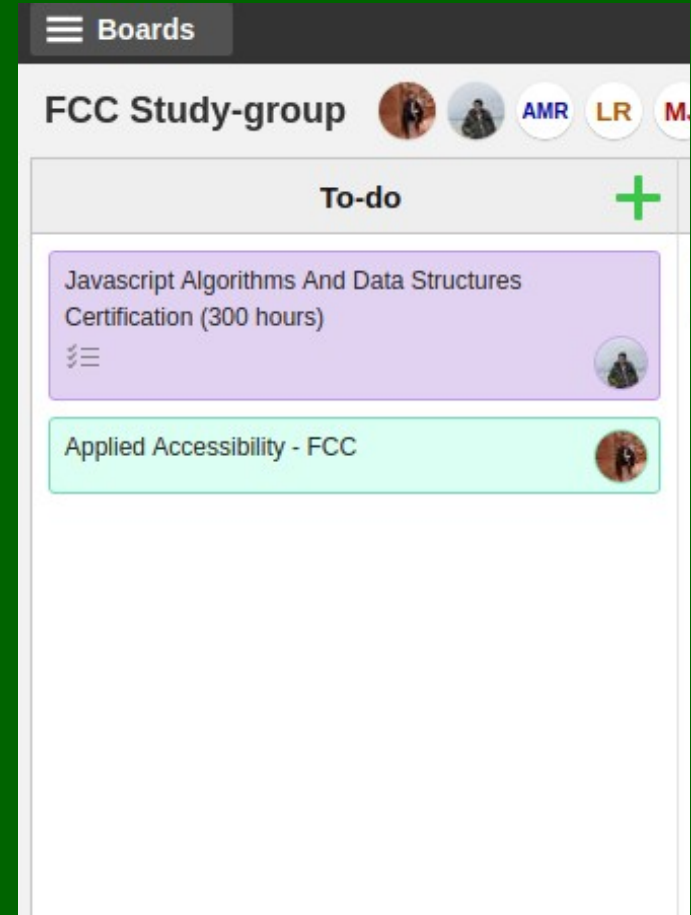 Boards
FCC Study-group AMR LR
To-do
Javascript Algorithms And Data Structures
Certification (300 hours)
Applied Accessibility - FCC